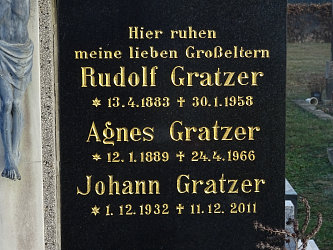 Hier ruhen
meine lieben Großeltern
Rudolf Gratzer
* 13.4.1883 ✝ 30.1.1958
Agnes Gratzer
* 12.1.1889 ✝ 24.4.1966
Johann Gratzer
* 1.12.1932 ✝ 11.12.2011